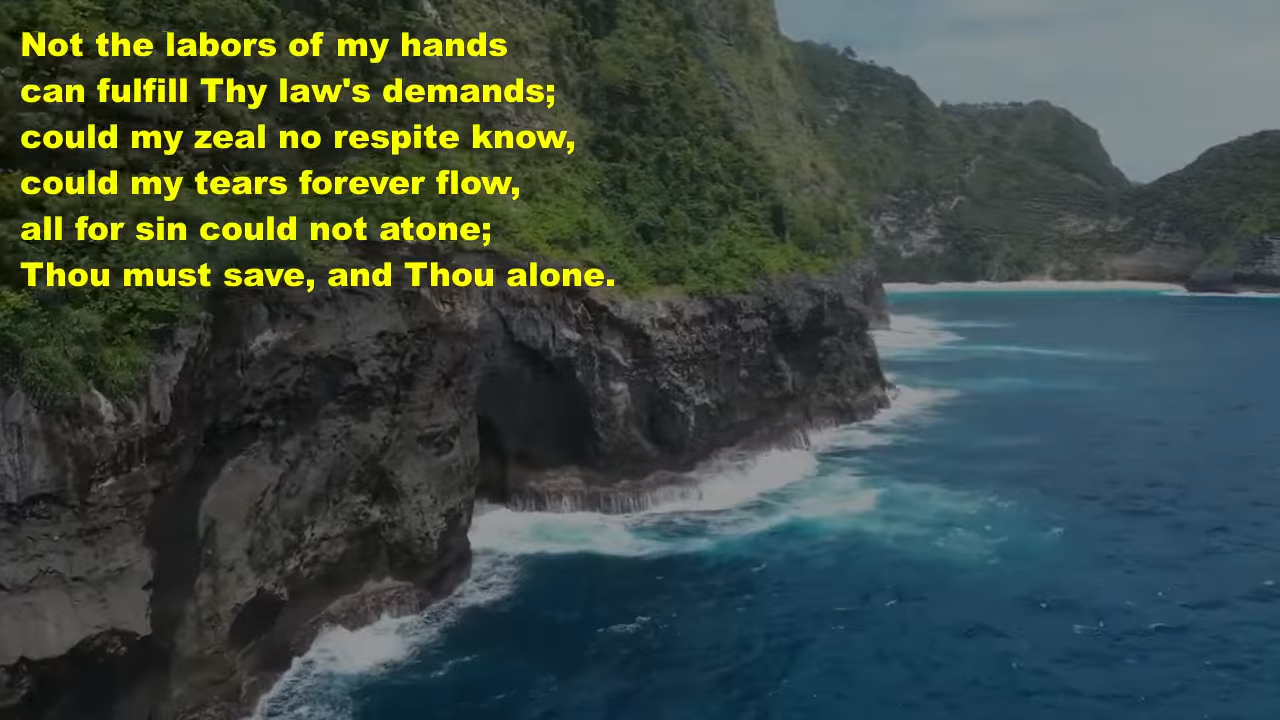 Not the labors of my hands
can fulfill Thy law's demands;
could my zeal no respite know,
could my tears forever flow,
all for sin could not atone;
Thou must save, and Thou alone.